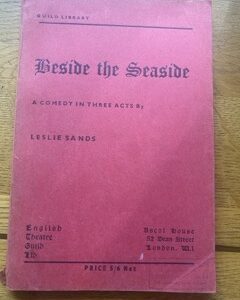 GUILD LIBRARY
Beside the Seaside
A COMEDY IN THREE ACTS By
LESLIE SANDS
English
Theatre
Guild
Ltd
Ascot House
52 Dean Street
London, W.1
PRICE 5/6 Net